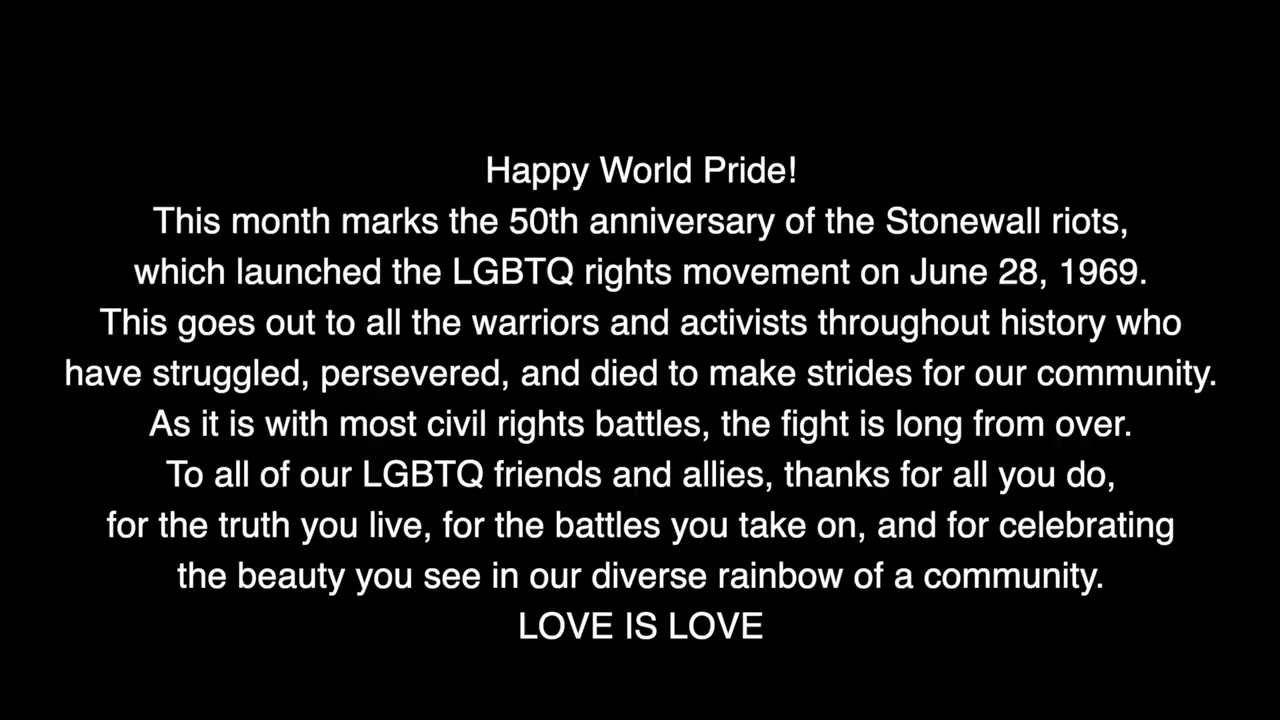 Happy World Pride!
This month marks the 50th anniversary of the Stonewall riots,
which launched the LGBTQ rights movement on June 28, 1969.
This goes out to all the warriors and activists throughout history who
have struggled, persevered, and died to make strides for our community.
As it is with most civil rights battles, the fight is long from over.
To all of our LGBTQ friends and allies, thanks for all you do,
for the truth you live, for the battles you take on, and for celebrating
the beauty you see in our diverse rainbow of a community.
LOVE IS LOVE